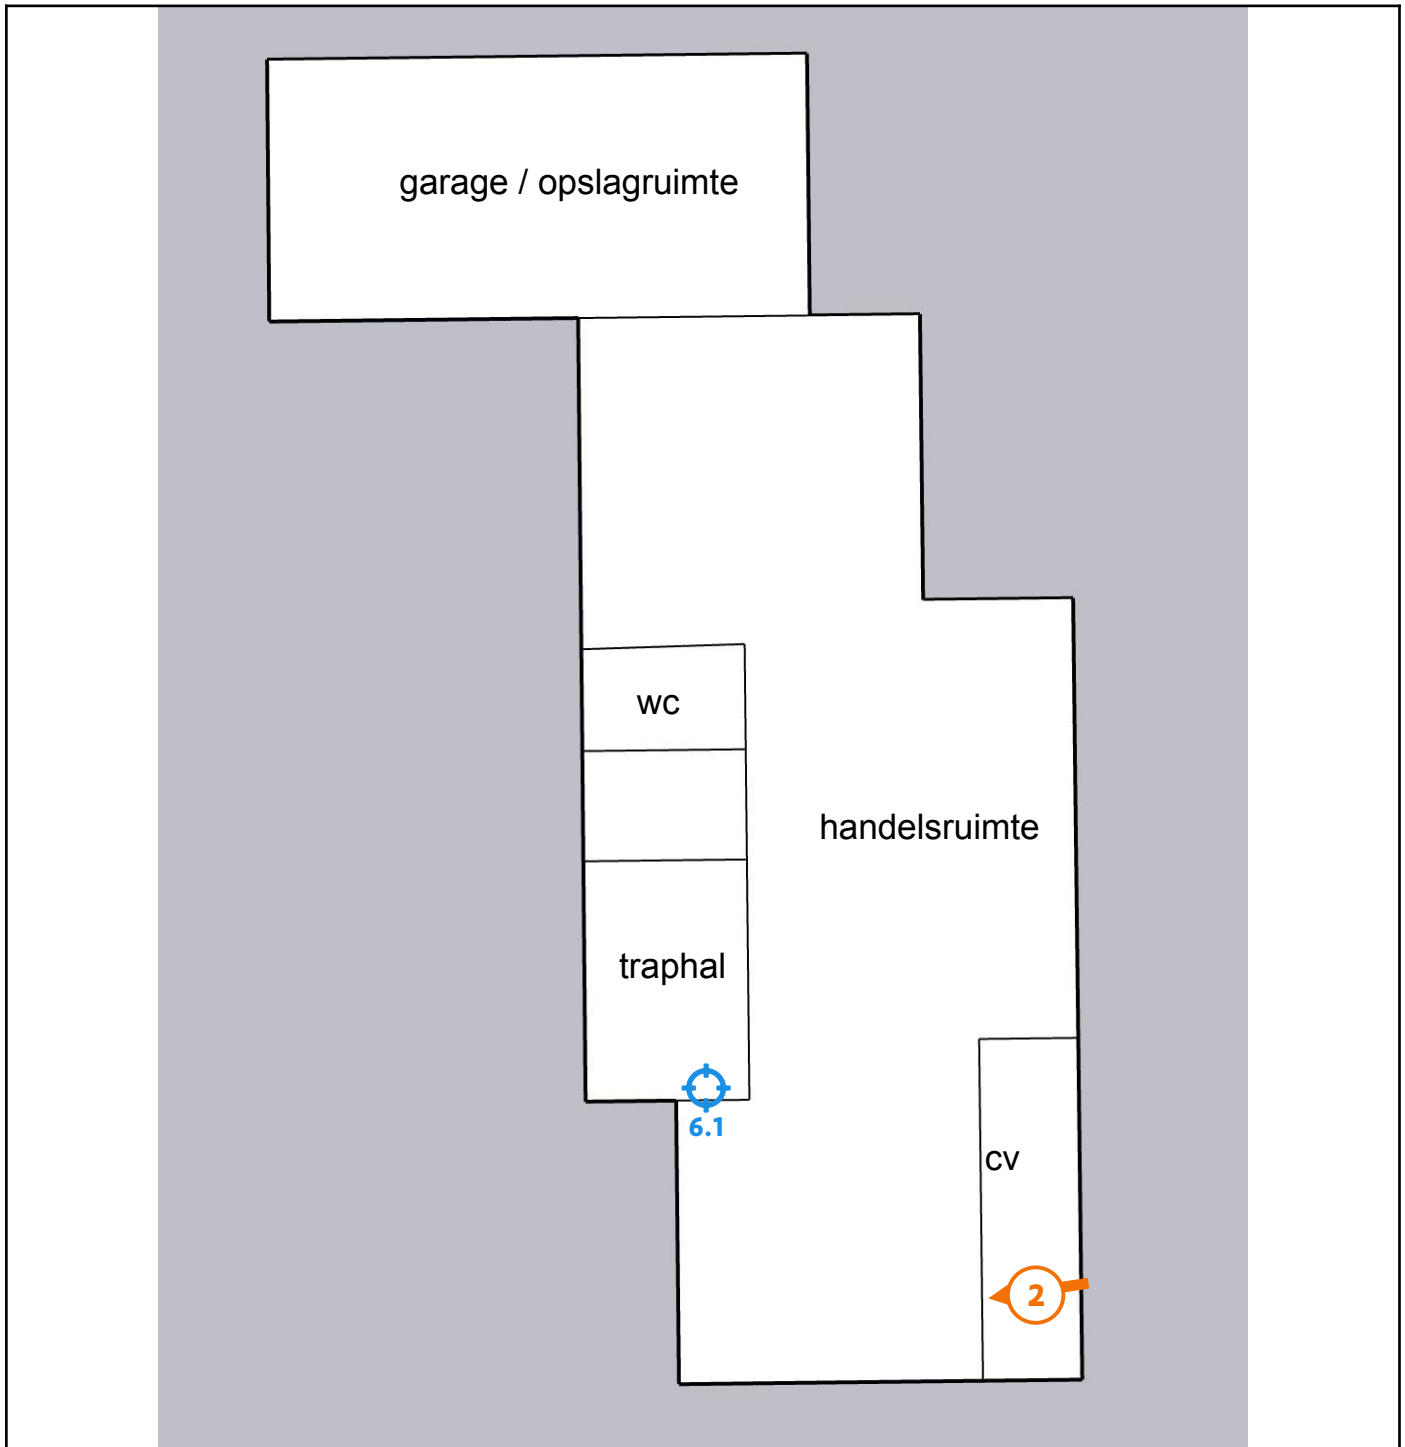 garage / opslagruimte
wc
handelsruimte
traphal
6.1
cv
2